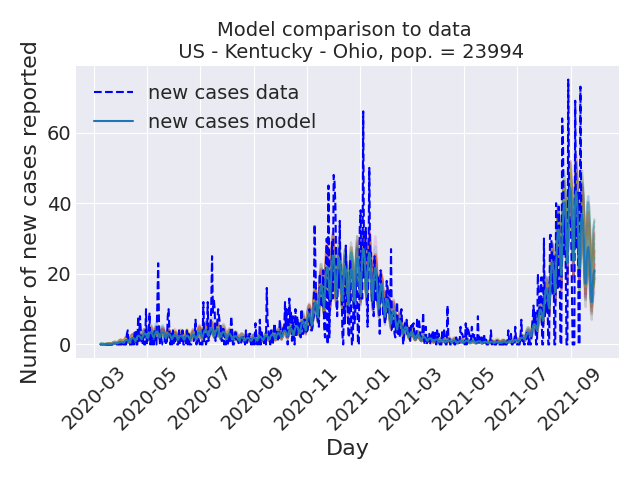 Model comparison to data
US - Kentucky - Ohio, pop. = 23994
Number of new cases reported
new cases data
new cases model
60
40
20
0
2020-03
2020-05
2020-07
2020-09
2020-11
2021-01
2021-03
2021-05
2021-07
2021-09
Day